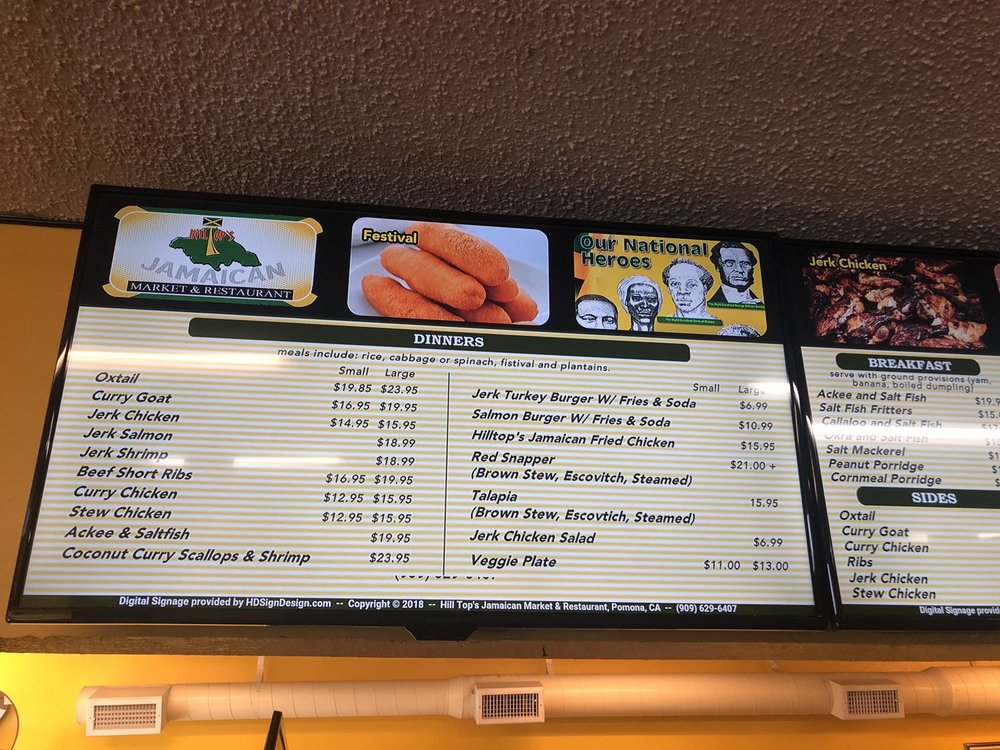 HILL TOP'S
JAMAICAN
MARKET & RESTAURANT
Festival
Our National
Heroes
DINNERS
meals include: rice, cabbage or spinach, fistival and plantains.
Small Large
Oxtail $19.85 $23.95
Curry Goat $16.95 $19.95
Jerk Chicken $14.95 $15.95
Jerk Salmon $18.99
Jerk Shrimp $18.99
Beef Short Ribs $16.95 $19.95
Curry Chicken $12.95 $15.95
Stew Chicken $12.95 $15.95
Ackee & Saltfish $19.95
Coconut Curry Scallops & Shrimp $23.95
Small Large
Jerk Turkey Burger W/ Fries & Soda $6.99
Salmon Burger W/ Fries & Soda $10.99
Hilltop's Jamaican Fried Chicken $15.95
Red Snapper $21.00 +
(Brown Stew, Escovitch, Steamed)
Talapia 15.95
(Brown Stew, Escovtich, Steamed)
Jerk Chicken Salad $6.99
Veggie Plate $11.00 $13.00
Digital Signage provided by HDSignDesign.com -- Copyright © 2018 -- Hill Top's Jamaican Market & Restaurant, Pomona, CA -- (909) 629-6407
Jerk Chicken
BREAKFAST
serve with ground provisions (yam,
banana, boiled dumpling)
Ackee and Salt Fish
Salt Fish Fritters
Callaloo and Salt Fish
Okra and Salt Fish
Salt Mackerel
Peanut Porridge
Cornmeal Porridge
SIDES
Oxtail
Curry Goat
Curry Chicken
Ribs
Jerk Chicken
Stew Chicken
Digital Signage